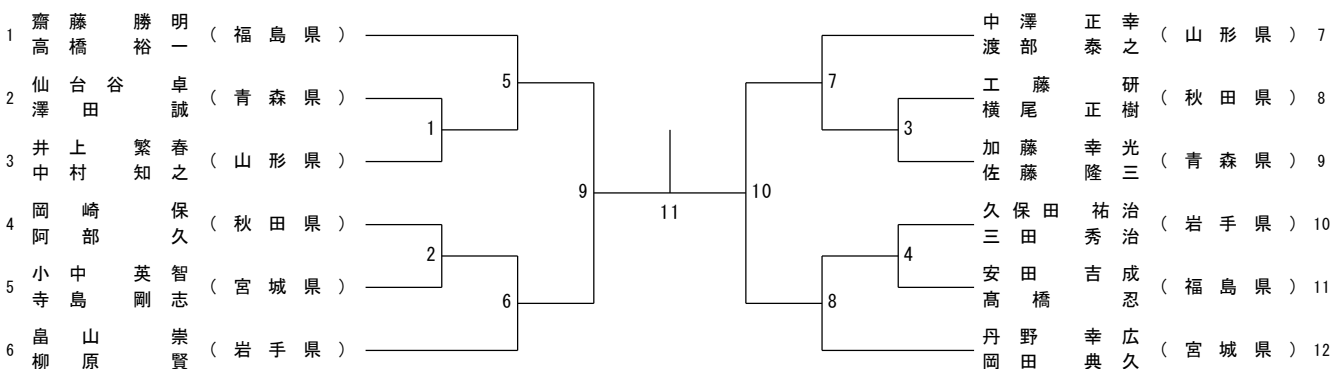 1 齋藤勝明 高橋裕一 (福島県)
2 仙台谷卓 澤田誠 (青森県)
3 井上繁春 中村知之 (山形県)
4 岡崎保 阿部久 (秋田県)
5 小中英智 寺島剛志 (宮城県)
6 畠山崇 柳原賢 (岩手県)
5
1
9
2
6
11
7
3
10
4
8
中澤正幸 渡部泰之 (山形県) 7
工藤研 横尾正樹 (秋田県) 8
加藤幸光 佐藤隆三 (青森県) 9
久保田祐治 三田秀治 (岩手県) 10
安田吉成 髙橋忍 (福島県) 11
丹野幸広 岡田典久 (宮城県) 12